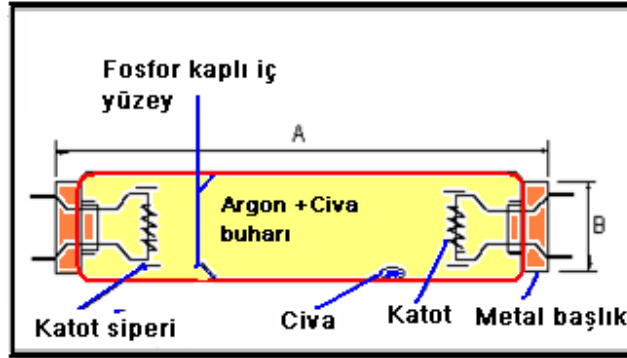 Fosfor kaplı iç
yüzey
A
Argon +Civa
buharı
B
Katot siperi
Civa
Katot
Metal başlık